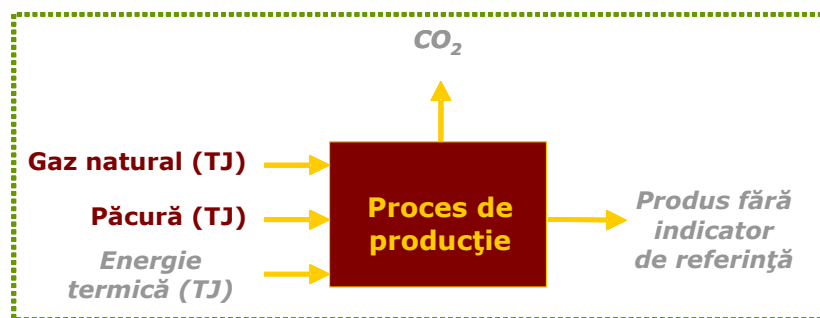 CO₂
Gaz natural (TJ)
Păcură (TJ)
Energie
termică (TJ)
Proces de
producţie
Produs fără
indicator
de referinţă